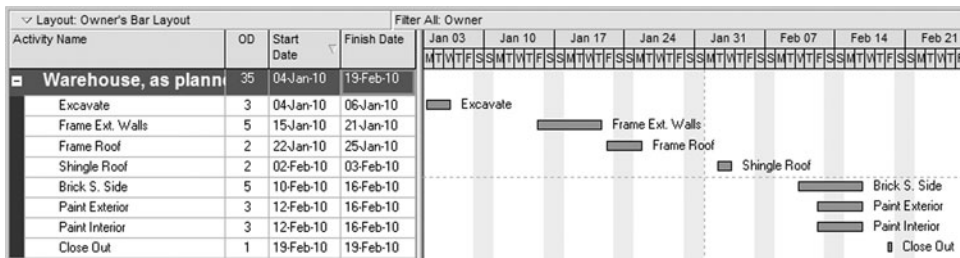 Layout: Owner's Bar Layout Filter All: Owner
Activity Name OD Start Date Finish Date Jan 03 Jan 10 Jan 17 Jan 24 Jan 31 Feb 07 Feb 14 Feb 21
M T W T F S S M T W T F S S M T W T F S S M T W T F S S M T W T F S S M T W T F S S M T W T F S S M T W T F
Warehouse, as plann 35 04-Jan-10 19-Feb-10
Excavate 3 04-Jan-10 06-Jan-10 Excavate
Frame Ext. Walls 5 15-Jan-10 21-Jan-10 Frame Ext. Walls
Frame Roof 2 22-Jan-10 25-Jan-10 Frame Roof
Shingle Roof 2 02-Feb-10 03-Feb-10 Shingle Roof
Brick S. Side 5 10-Feb-10 16-Feb-10 Brick S. Side
Paint Exterior 3 12-Feb-10 16-Feb-10 Paint Exterior
Paint Interior 3 12-Feb-10 16-Feb-10 Paint Interior
Close Out 1 19-Feb-10 19-Feb-10 Close Out